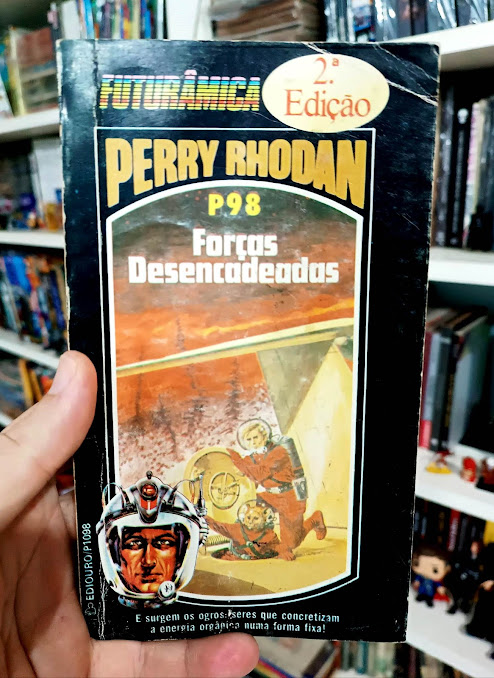 FUTURÂMICA
2.ª
Edição
PERRY RHODAN
P98
Forças
Desencadeadas
EDIOURO/P1098
E surgem os ogros: seres que concretizam
a energia orgânica numa forma fixa!